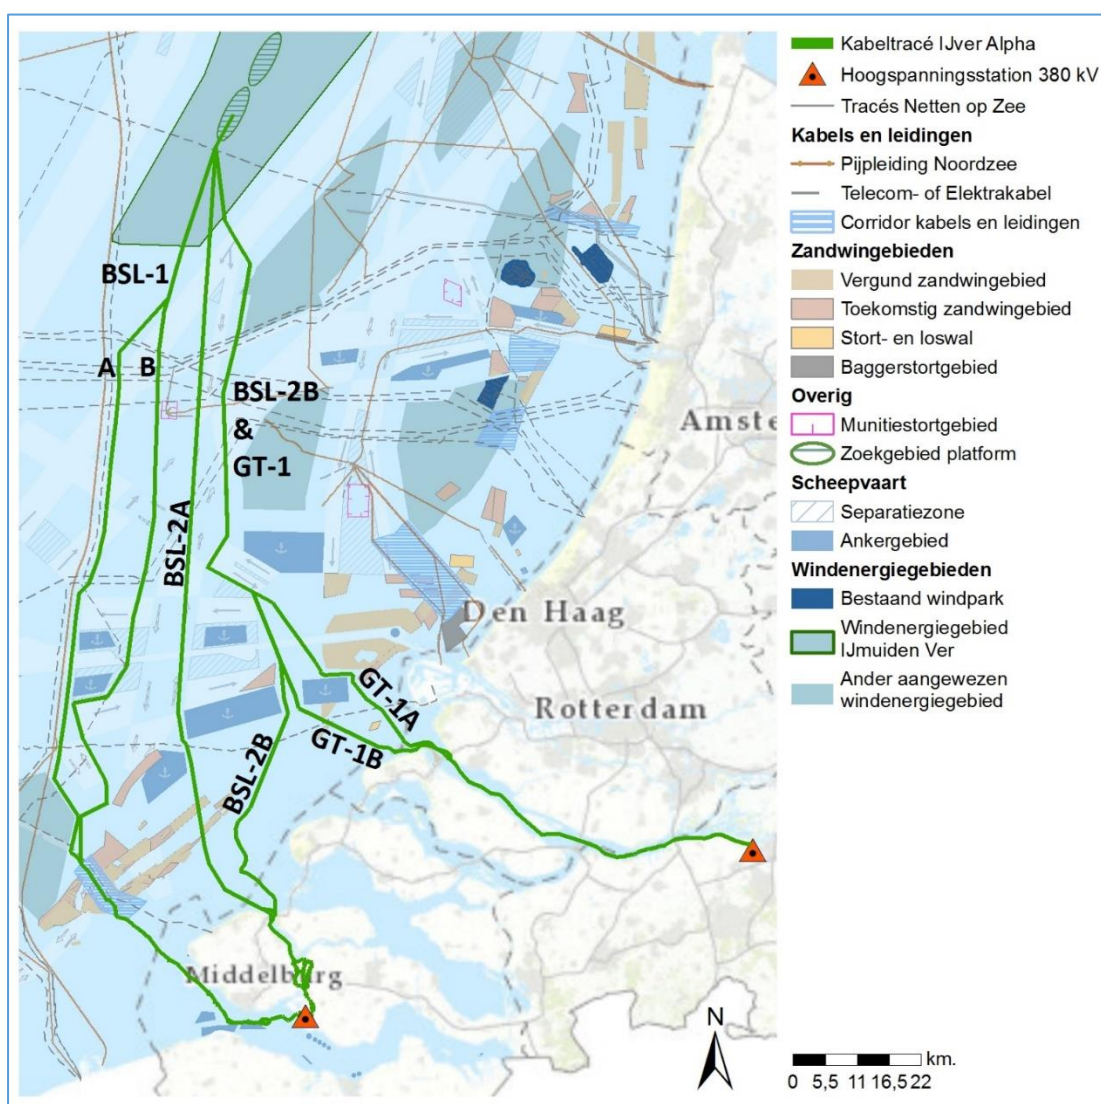 BSL-1
A
B
BSL-2B
&
GT-1
BSL-2A
Amste
Den Haag
GT-1A
Rotterdam
GT-1B
BSL-2B
Middelburg
Kabeltracé IJver Alpha
Hoogspanningsstation 380 kV
Tracés Netten op Zee
Kabels en leidingen
Pijpleiding Noordzee
Telecom- of Elektrakabel
Corridor kabels en leidingen
Zandwingebieden
Vergund zandwingebied
Toekomstig zandwingebied
Stort- en loswal
Baggerstortgebied
Overig
Munitiestortgebied
Zoekgebied platform
Scheepvaart
Separatiezone
Ankergebied
Windenergiegebieden
Bestaand windpark
Windenergiegebied
IJmuiden Ver
Ander aangewezen
windenergiegebied
N
km.
0 5,5 11 16,5 22